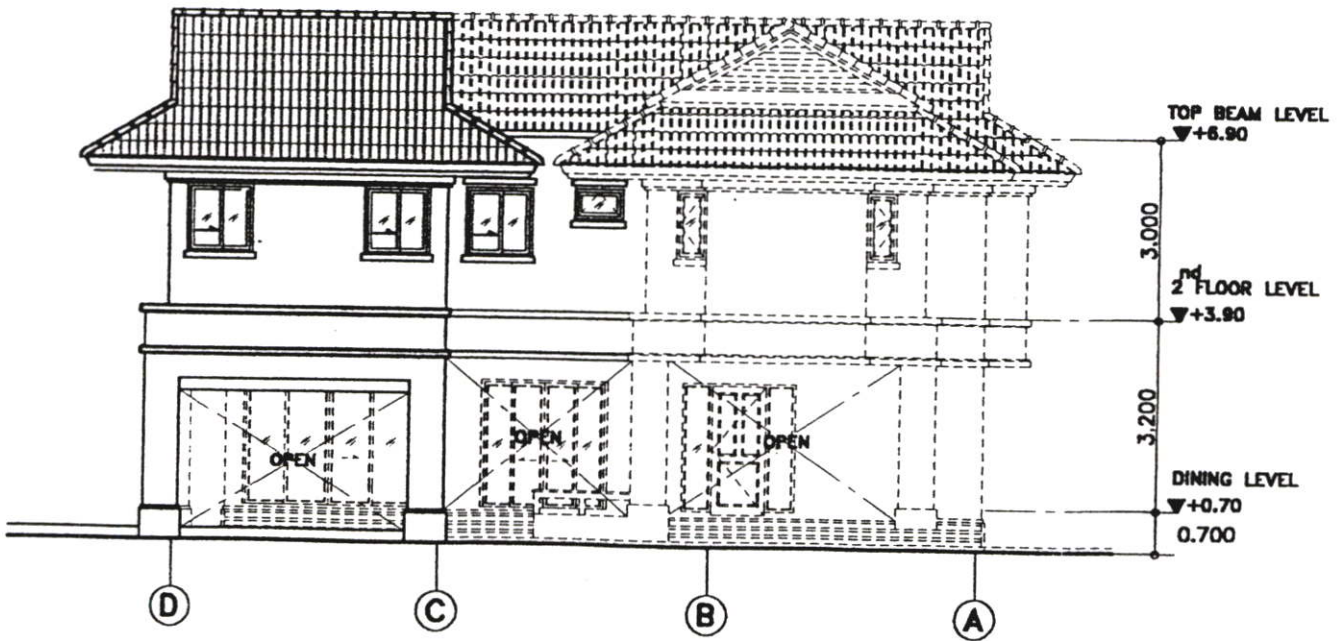 TOP BEAM LEVEL
▼+6.90
3.000
2nd FLOOR LEVEL
▼+3.90
3.200
OPEN
OPEN
OPEN
DINING LEVEL
▼+0.70
0.700
D
C
B
A